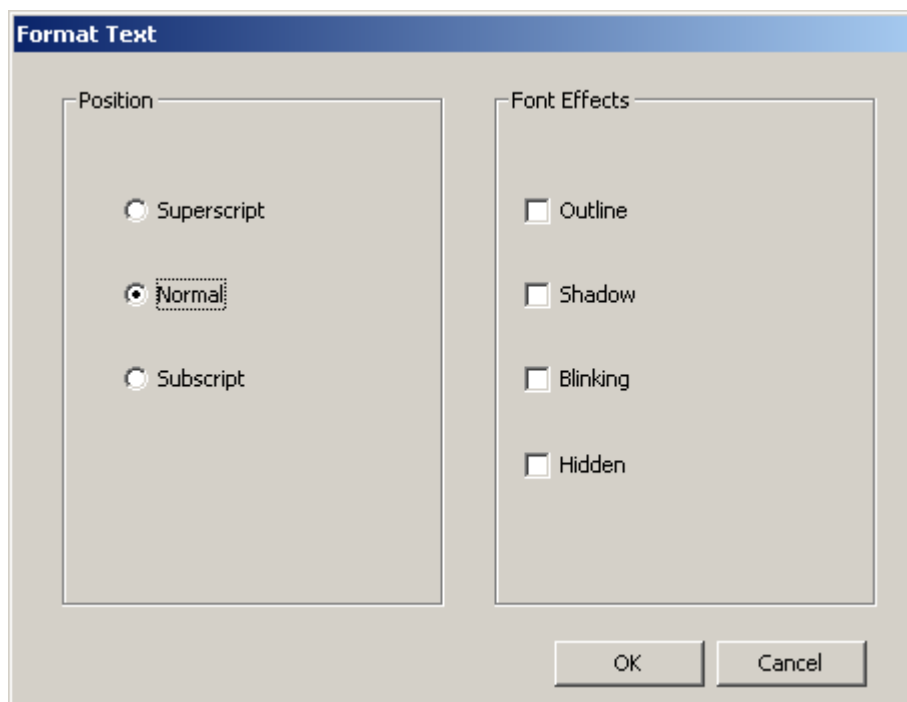 Format Text
Position
Superscript
Normal
Subscript
Font Effects
Outline
Shadow
Blinking
Hidden
OK
Cancel